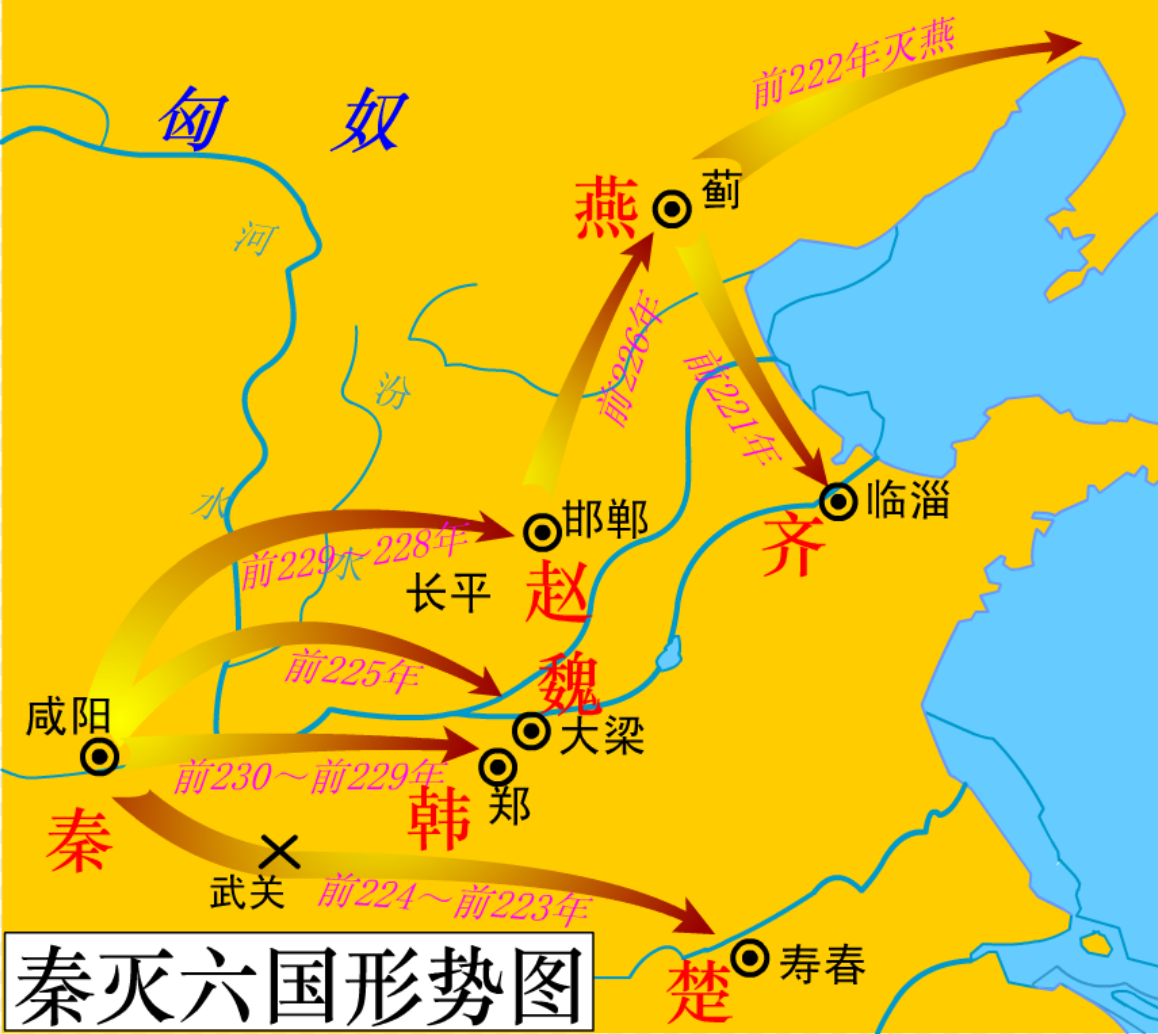 前222年灭燕
匈 奴
燕
蓟
河
前226年
前221年
汾
水
临淄
齐
前229~228年
水
邯郸
赵
长平
前225年
魏
咸阳
大梁
前230～前229年
韩
郑
秦
武关
前224～前223年
楚
寿春
秦灭六国形势图